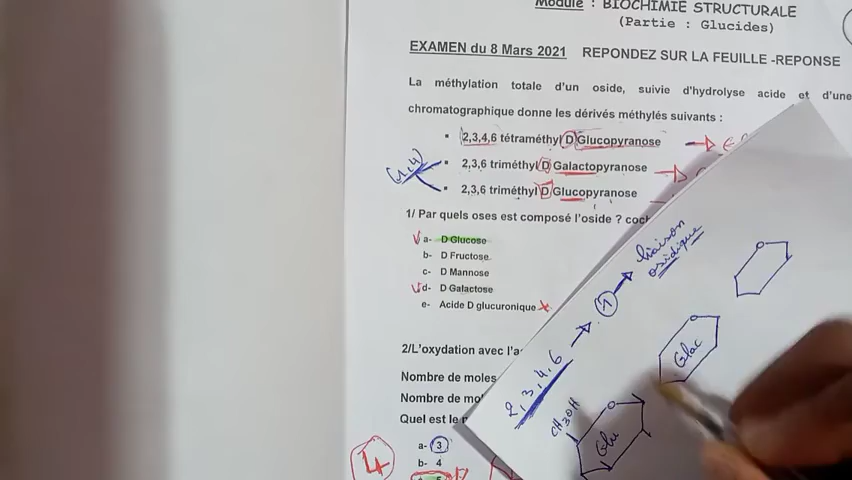 Module : BIOCHIMIE STRUCTURALE
(Partie : Glucides)
EXAMEN du 8 Mars 2021 REPONDEZ SUR LA FEUILLE -REPONSE
La méthylation totale d'un oside, suivie d'hydrolyse acide et d'une
chromatographique donne les dérivés méthylés suivants :
2,3,4,6 tétraméthyl D Glucopyranose
2,3,6 triméthyl D Galactopyranose
2,3,6 triméthyl D Glucopyranose
(1,4)
1/ Par quels oses est composé l'oside ?
a- D Glucose
b- D Fructose
c- D Mannose
d- D Galactose
e- Acide D glucuronique
2/L'oxydation avec
Nombre de moles
Nombre de
Quel est le
a- 3
b- 4
4
2,3,4,6 → 1 → liaison
osidique
CH3OH
Glu
Glac